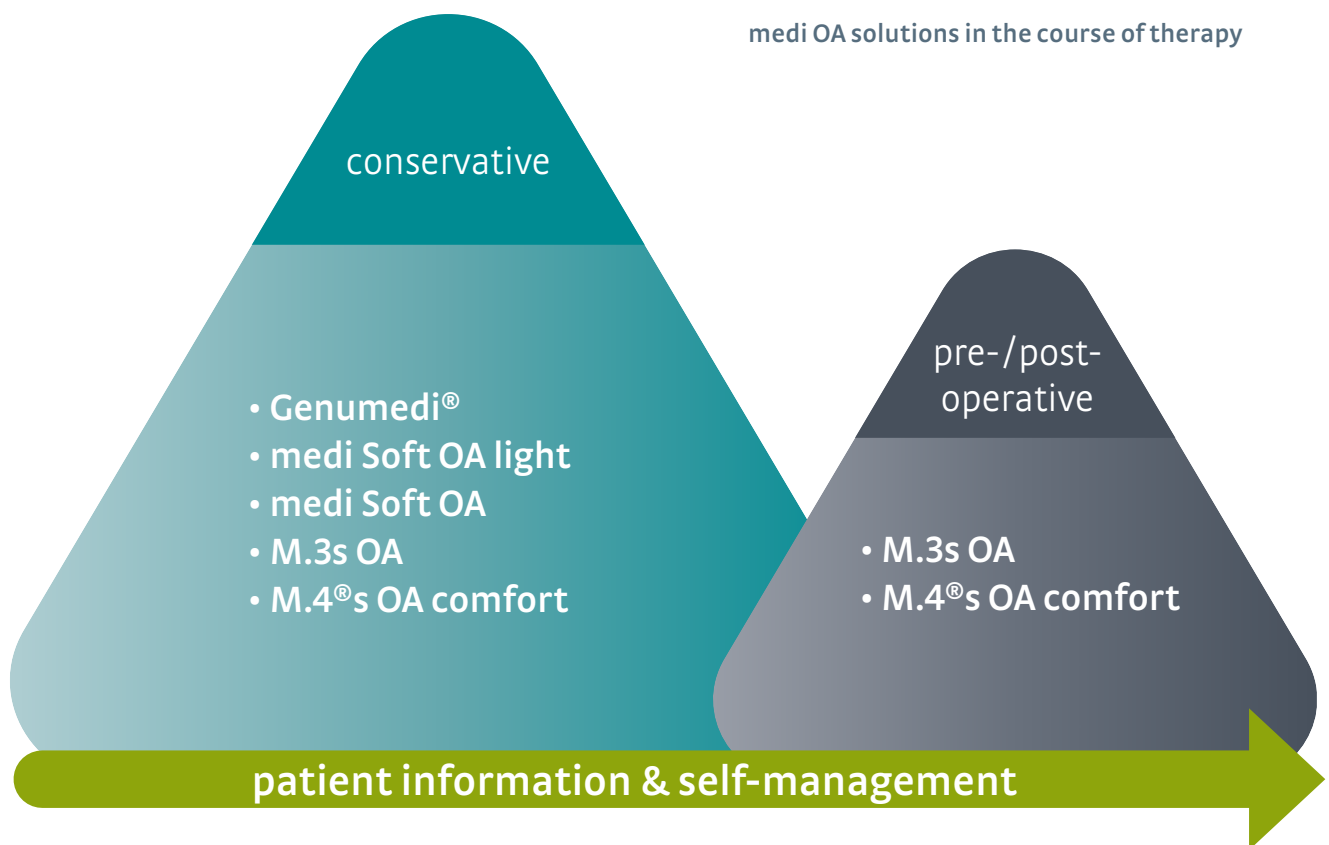 medi OA solutions in the course of therapy
conservative
• Genumedi®
• medi Soft OA light
• medi Soft OA
• M.3s OA
• M.4®s OA comfort
pre-/post-
operative
• M.3s OA
• M.4®s OA comfort
patient information & self-management